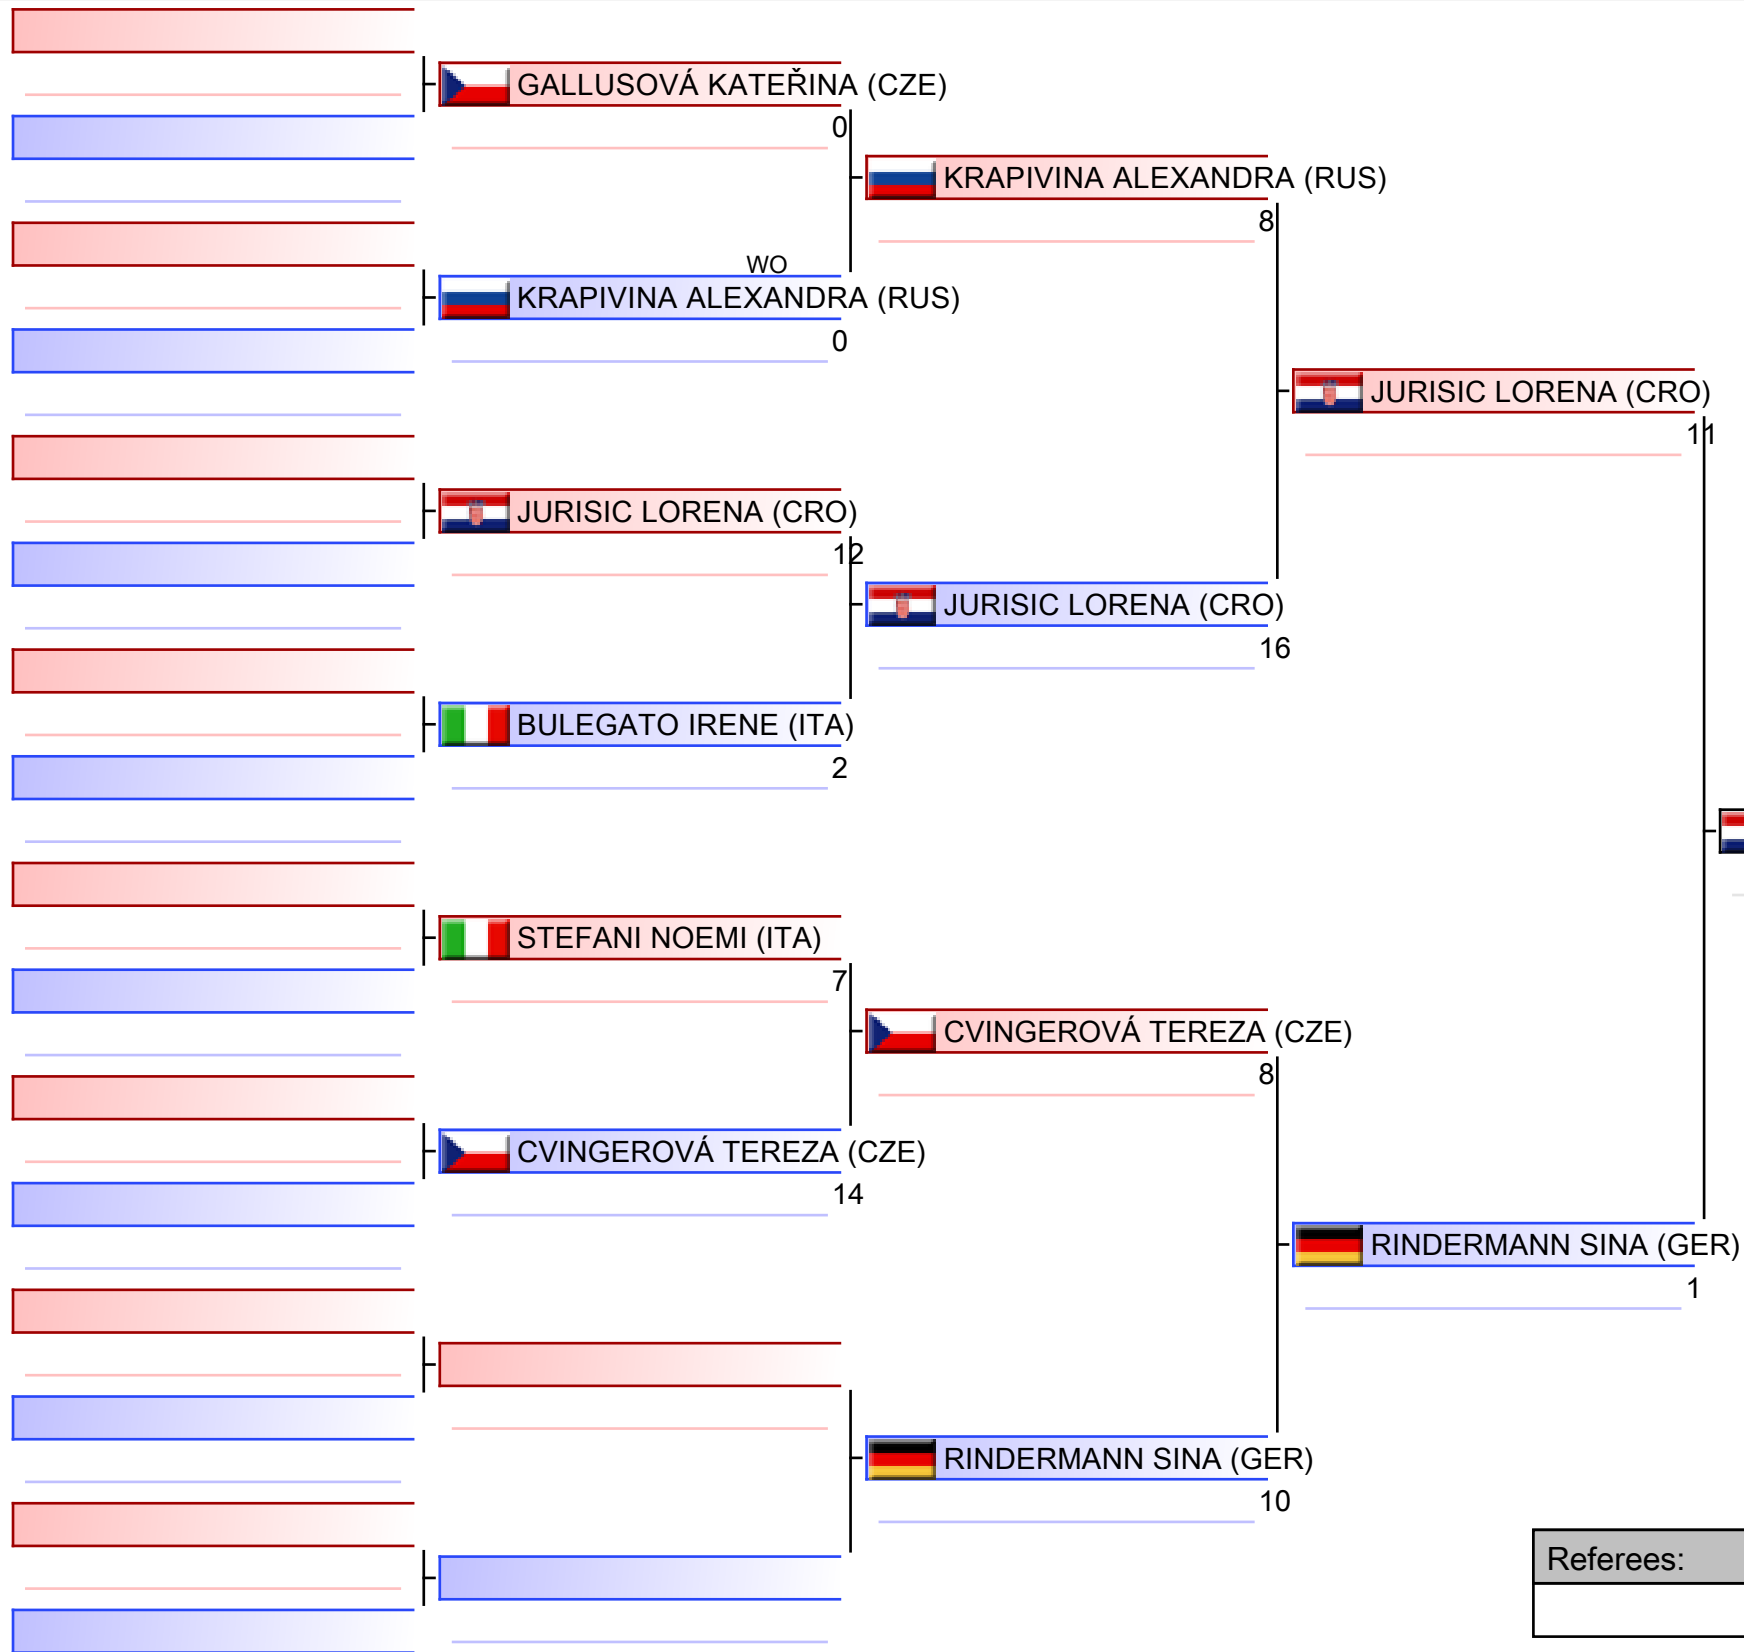 GALLUSOVÁ KATEŘINA (CZE)
0
KRAPIVINA ALEXANDRA (RUS)
8
WO
KRAPIVINA ALEXANDRA (RUS)
0
JURISIC LORENA (CRO)
11
JURISIC LORENA (CRO)
12
JURISIC LORENA (CRO)
16
BULEGATO IRENE (ITA)
2
STEFANI NOEMI (ITA)
7
CVINGEROVÁ TEREZA (CZE)
8
CVINGEROVÁ TEREZA (CZE)
14
RINDERMANN SINA (GER)
1
RINDERMANN SINA (GER)
10
Referees: